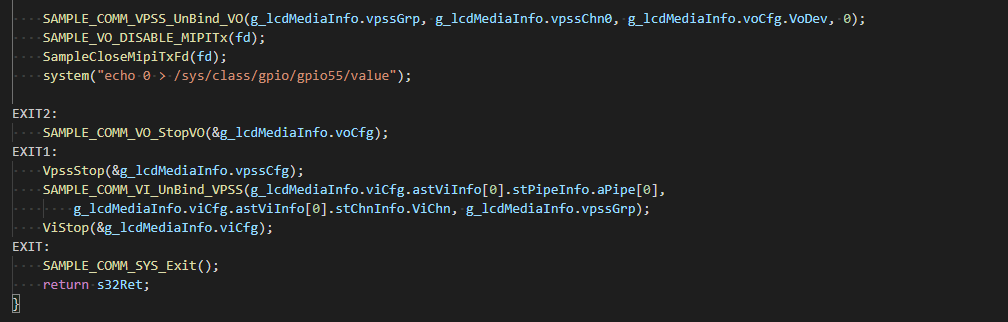 SAMPLE_COMM_VPSS_UnBind_VO(g_lcdMediaInfo.vpssGrp, g_lcdMediaInfo.vpssChn0, g_lcdMediaInfo.voCfg.VoDev, 0);
SAMPLE_VO_DISABLE_MIPITx(fd);
SampleCloseMipiTxFd(fd);
system("echo 0 > /sys/class/gpio/gpio55/value");
EXIT2:
SAMPLE_COMM_VO_StopVO(&g_lcdMediaInfo.voCfg);
EXIT1:
VpssStop(&g_lcdMediaInfo.vpssCfg);
SAMPLE_COMM_VI_UnBind_VPSS(g_lcdMediaInfo.viCfg.astViInfo[0].stPipeInfo.aPipe[0],
g_lcdMediaInfo.viCfg.astViInfo[0].stChnInfo.ViChn, g_lcdMediaInfo.vpssGrp);
ViStop(&g_lcdMediaInfo.viCfg);
EXIT:
SAMPLE_COMM_SYS_Exit();
return s32Ret;
}